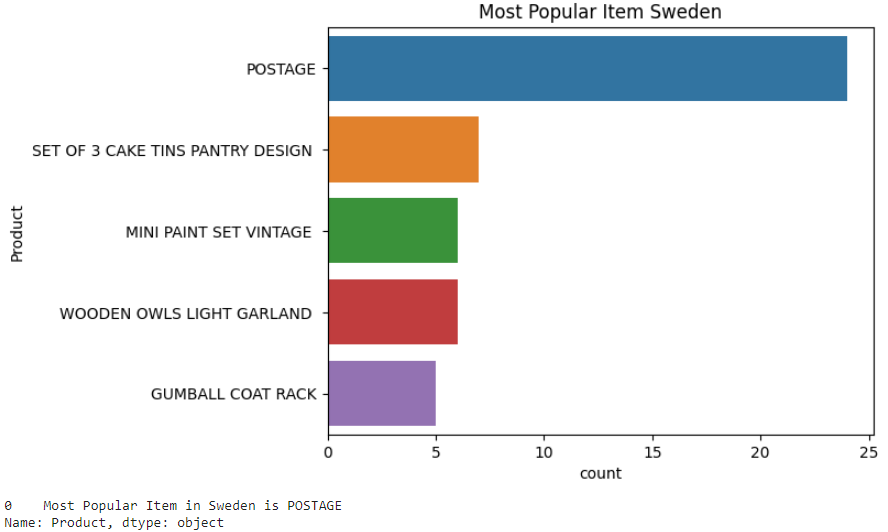 Most Popular Item Sweden
POSTAGE
SET OF 3 CAKE TINS PANTRY DESIGN
MINI PAINT SET VINTAGE
WOODEN OWLS LIGHT GARLAND
GUMBALL COAT RACK
Product
0 5 10 15 20 25
count
0    Most Popular Item in Sweden is POSTAGE
Name: Product, dtype: object